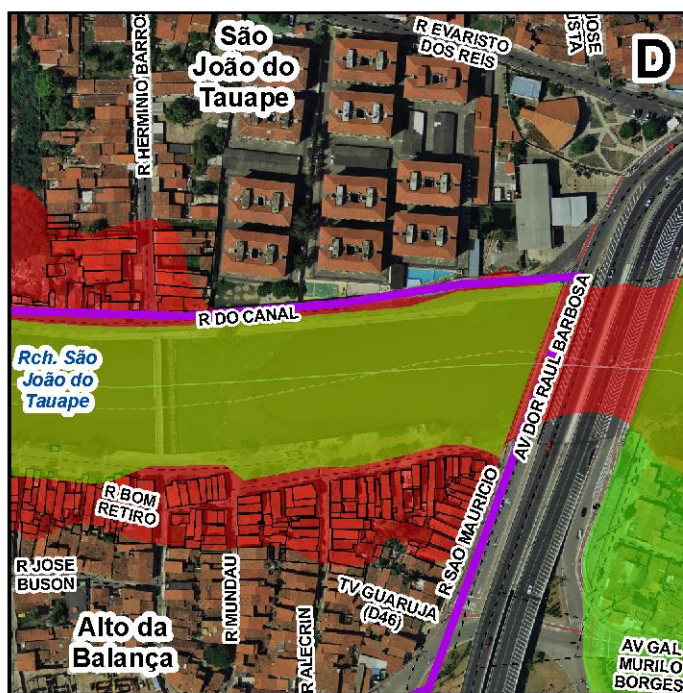 São
João do
Tauape
R EVARISTO
DOS REIS
JOSE
USTA
D
R HERMINIO BARRO
R DO CANAL
AV DOR RAUL BARBOSA
Rch. São
João do
Tauape
R BOM
RETIRO
R SAO MAURICIO
R JOSE
BUSON
R MUNDAU
R ALECRIN
TV GUARUJA
(D46)
Alto da
Balança
AV GAL
MURILO
BORGES